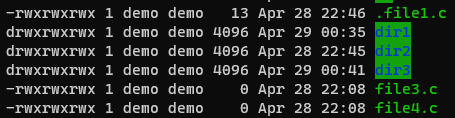 -rwxrwxrwx 1 demo demo   13 Apr 28 22:46 .file1.c
drwxrwxrwx 1 demo demo 4096 Apr 29 00:35 dir1
drwxrwxrwx 1 demo demo 4096 Apr 28 22:45 dir2
drwxrwxrwx 1 demo demo 4096 Apr 29 00:41 dir3
-rwxrwxrwx 1 demo demo    0 Apr 28 22:08 file3.c
-rwxrwxrwx 1 demo demo    0 Apr 28 22:08 file4.c